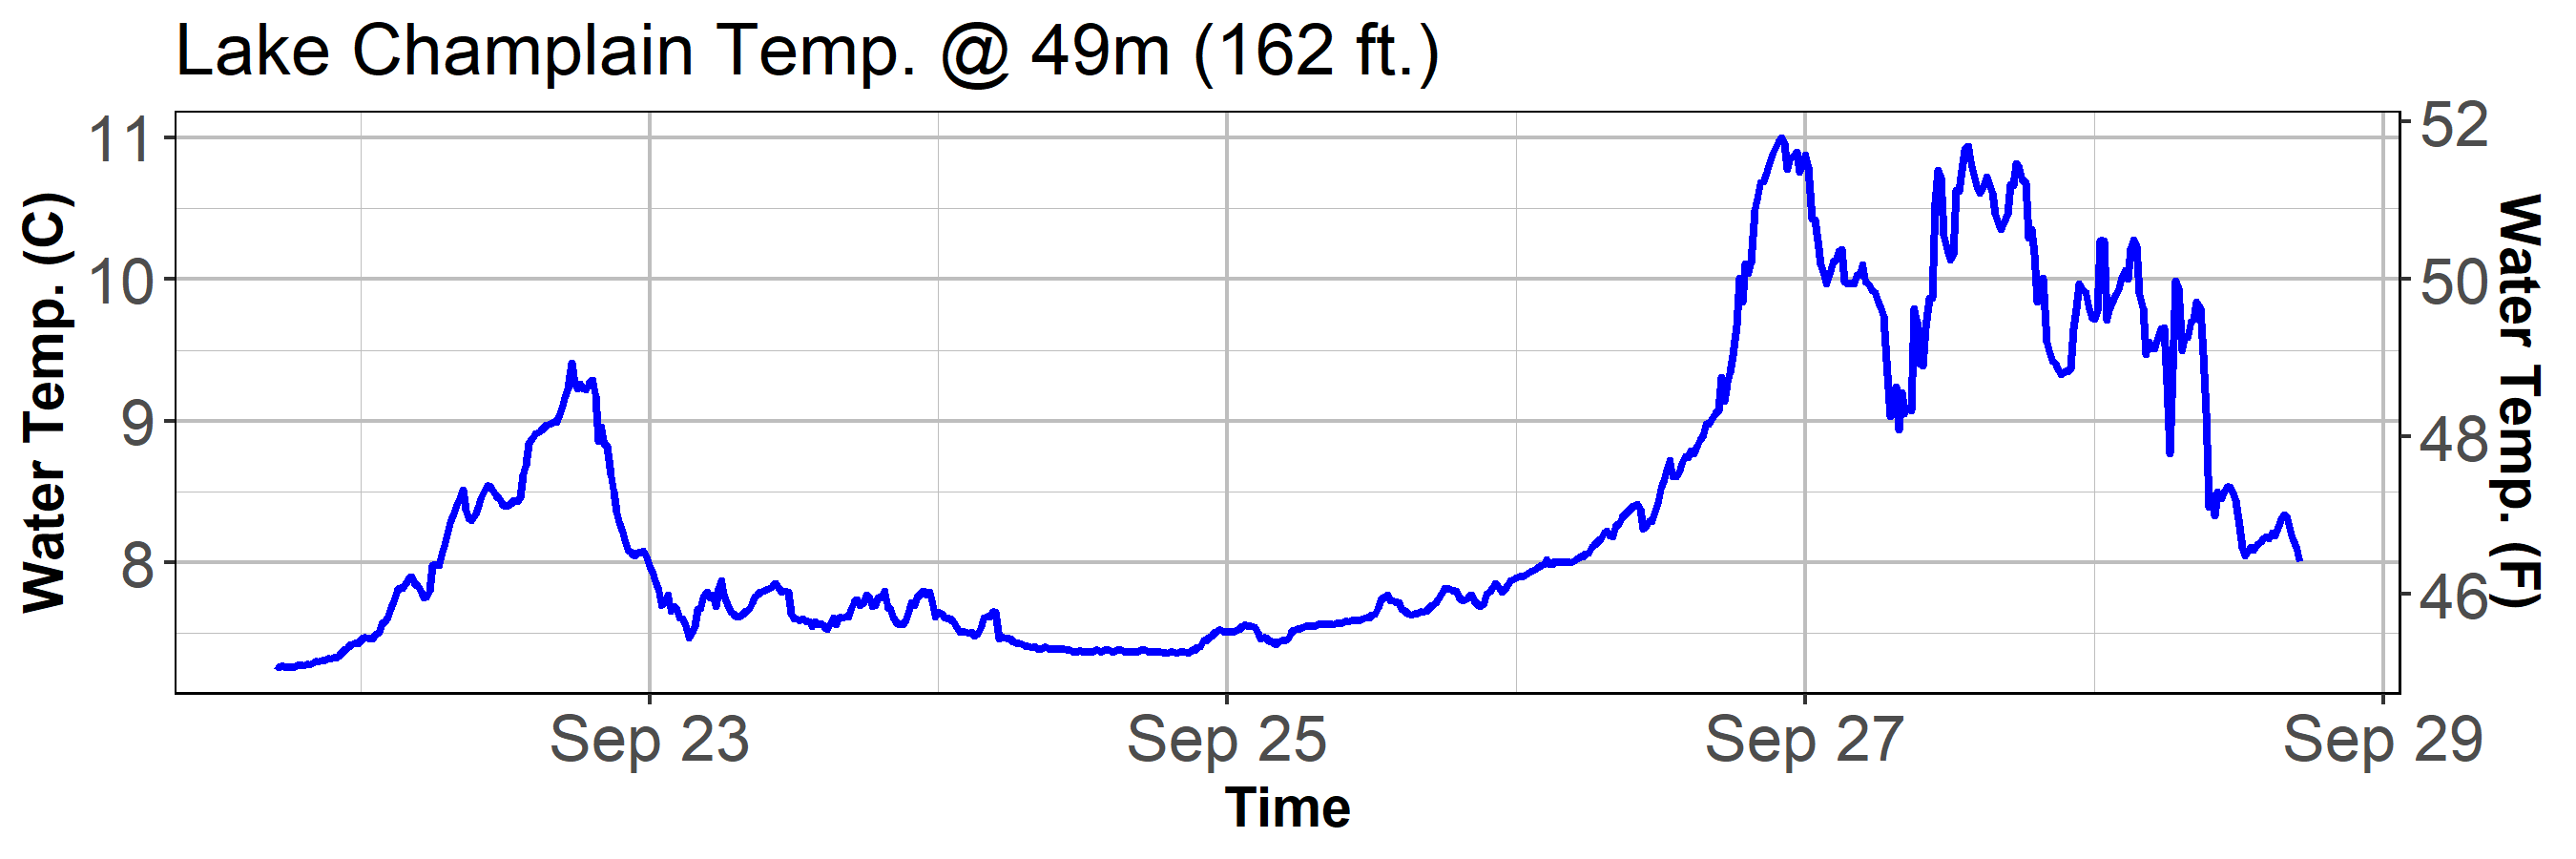 Lake Champlain Temp. @ 49m (162 ft.)
11
10
9
8
Water Temp. (C)
52
50
48
46
Water Temp. (F)
Sep 23
Sep 25
Sep 27
Sep 29
Time